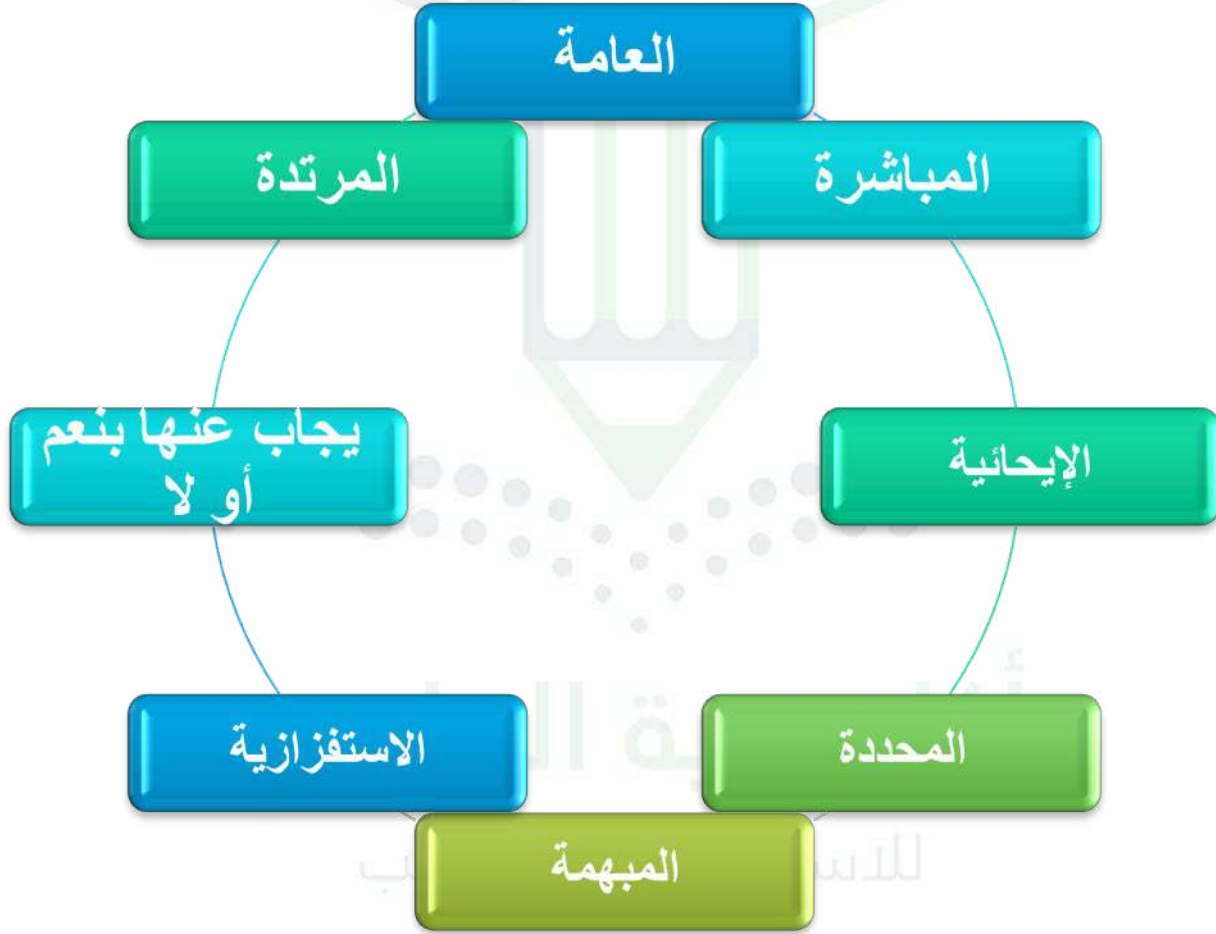 العامة
المباشرة
المرتدة
الإيحائية
يجاب عنها بنعم
أو لا
المحددة
الاستفزازية
المبهمة